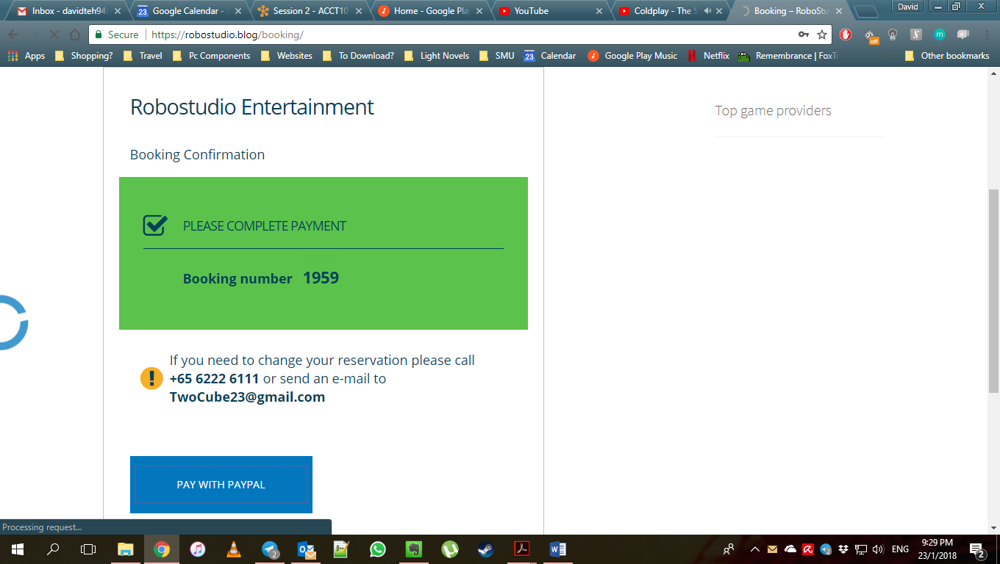 Inbox - davidteh94
Google Calendar - J
Session 2 - ACCT10
Home - Google Pla
YouTube
Coldplay - The S
Booking – RoboStu
David
Secure
https://robostudio.blog/booking/
off
m
Apps
Shopping?
Travel
Pc Components
Websites
To Download?
Light Novels
SMU
23
Calendar
Google Play Music
Netflix
Remembrance | FoxTr
Other bookmarks
Robostudio Entertainment
Top game providers
Booking Confirmation
PLEASE COMPLETE PAYMENT
Booking number 1959
If you need to change your reservation please call
+65 6222 6111 or send an e-mail to
TwoCube23@gmail.com
PAY WITH PAYPAL
Processing request...
ENG
9:29 PM
23/1/2018
2